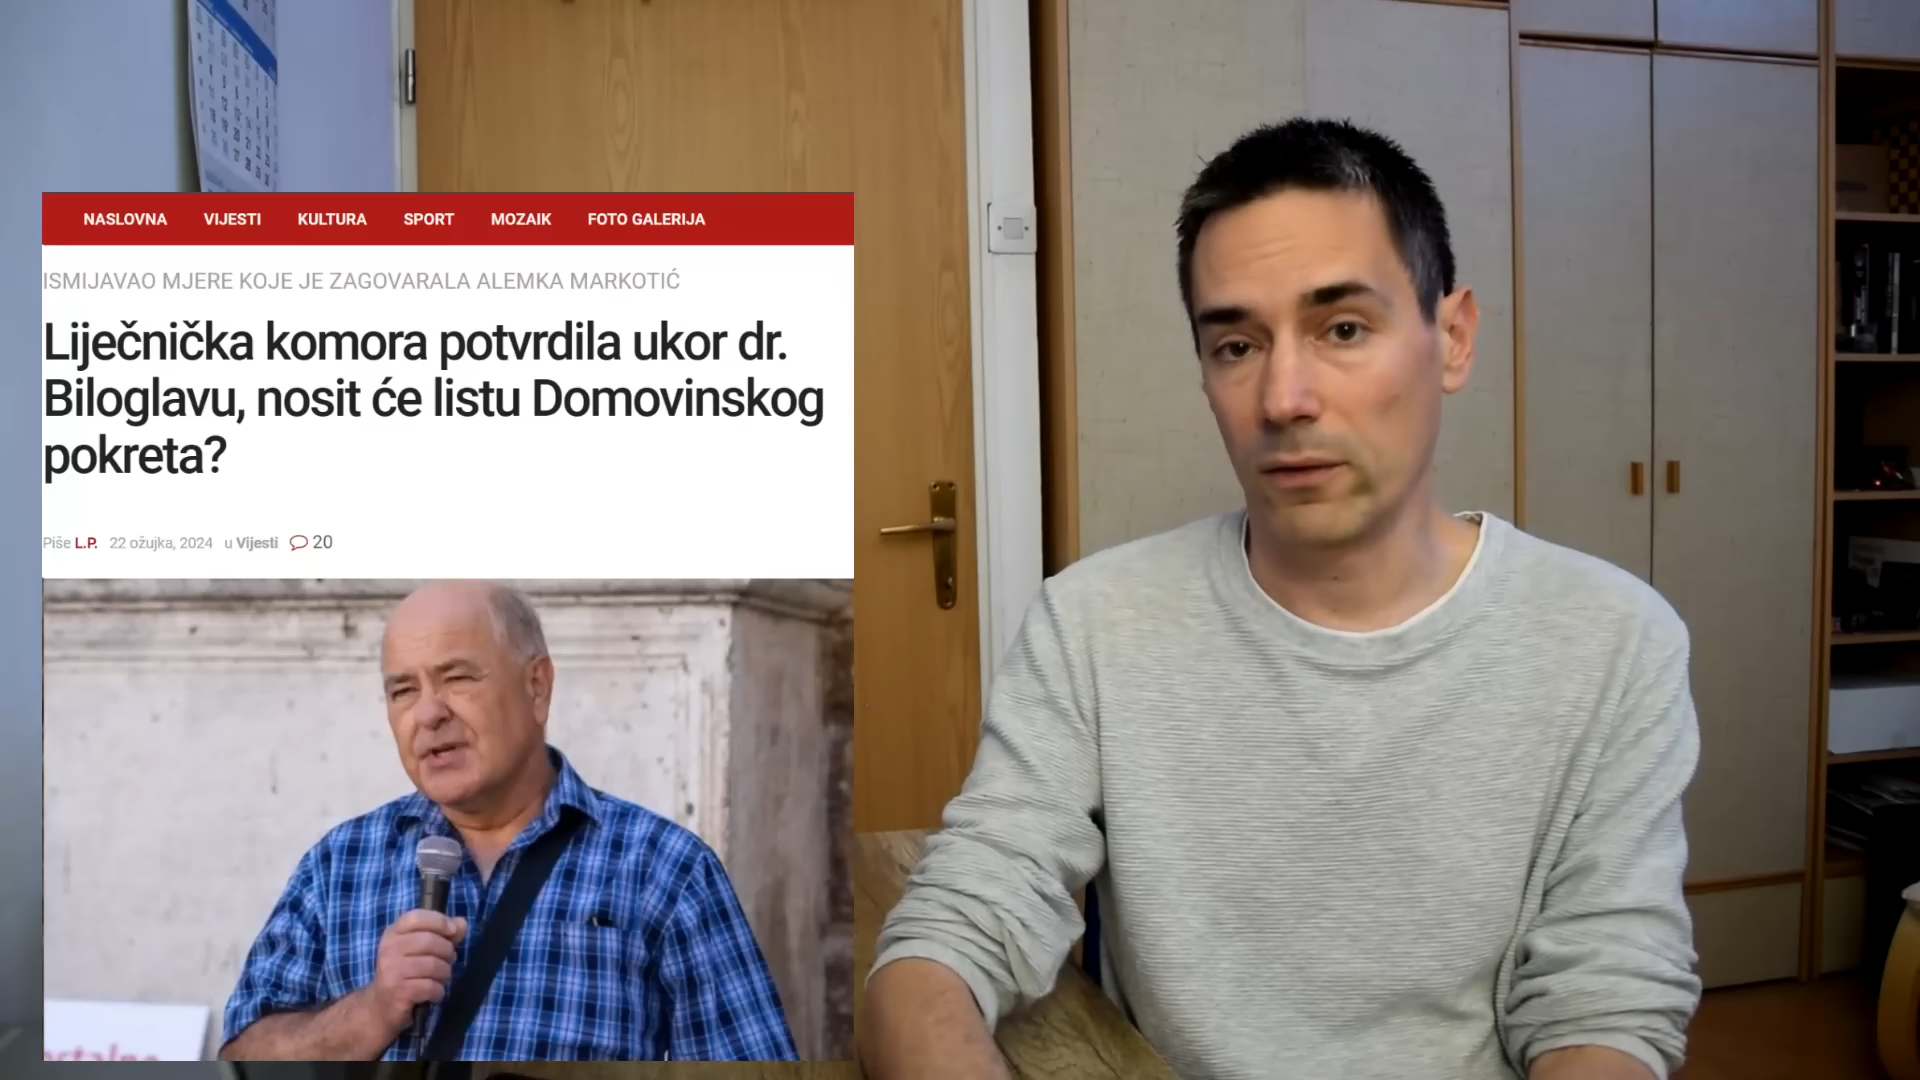 NASLOVNA VIJESTI KULTURA SPORT MOZAIK FOTO GALERIJA
ISMIJAVAO MJERE KOJE JE ZAGOVARALA ALEMKA MARKOTIĆ
Liječnička komora potvrdila ukor dr.
Biloglavu, nosit će listu Domovinskog
pokreta?
Piše L.P. 22 ožujka, 2024 u Vijesti 20